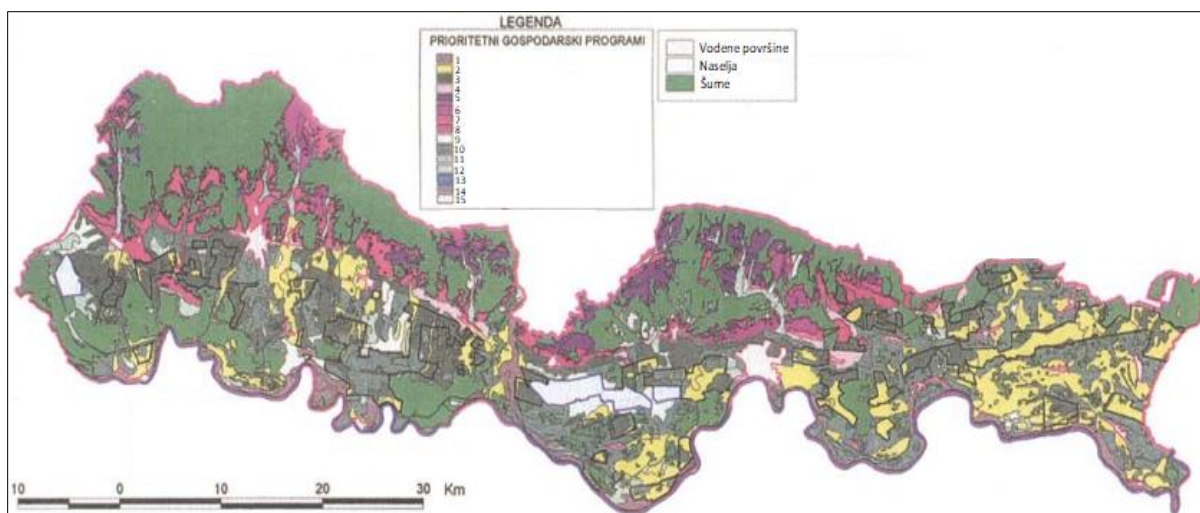 LEGENDA
PRIORITETNI GOSPODARSKI PROGRAMI
1
2
3
4
5
6
7
8
9
10
11
12
13
14
15
Vodene površine
Naselja
Šume
10 0 10 20 30 Km